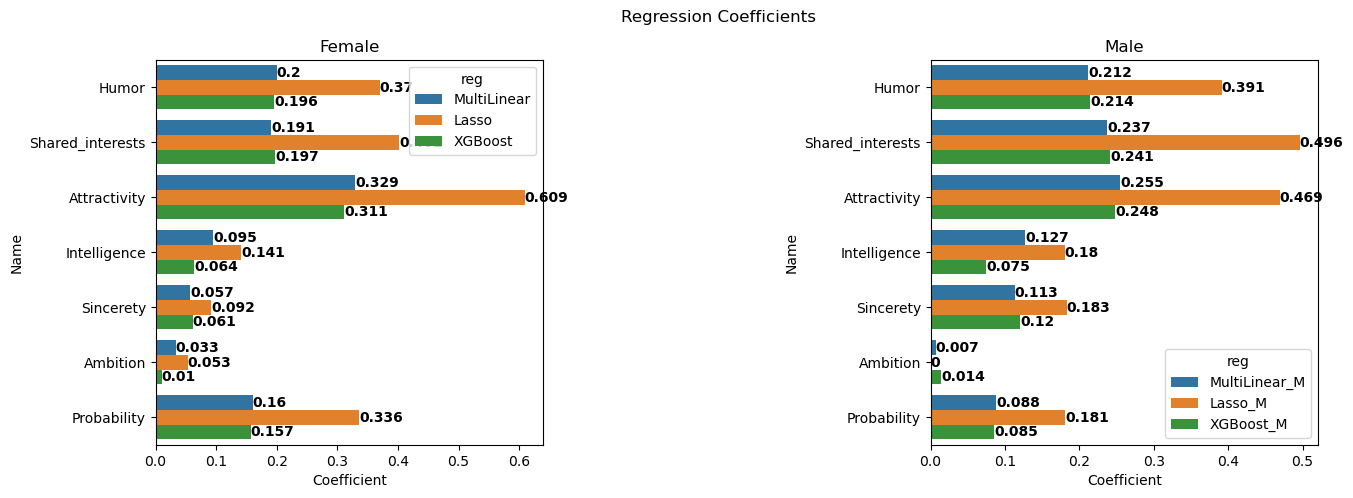 Regression Coefficients
Female
Name
Humor
Shared_interests
Attractivity
Intelligence
Sincerety
Ambition
Probability
0.2
0.196
0.191
0.197
0.329
0.609
0.311
0.095
0.141
0.064
0.057
0.092
0.061
0.033
0.053
0.01
0.16
0.336
0.157
reg
MultiLinear
Lasso
XGBoost
0.0 0.1 0.2 0.3 0.4 0.5 0.6
Coefficient
Male
Name
Humor
Shared_interests
Attractivity
Intelligence
Sincerety
Ambition
Probability
0.212
0.391
0.214
0.237
0.496
0.241
0.255
0.469
0.248
0.127
0.18
0.075
0.113
0.183
0.12
0.007
0
0.014
0.088
0.181
0.085
reg
MultiLinear_M
Lasso_M
XGBoost_M
0.0 0.1 0.2 0.3 0.4 0.5
Coefficient